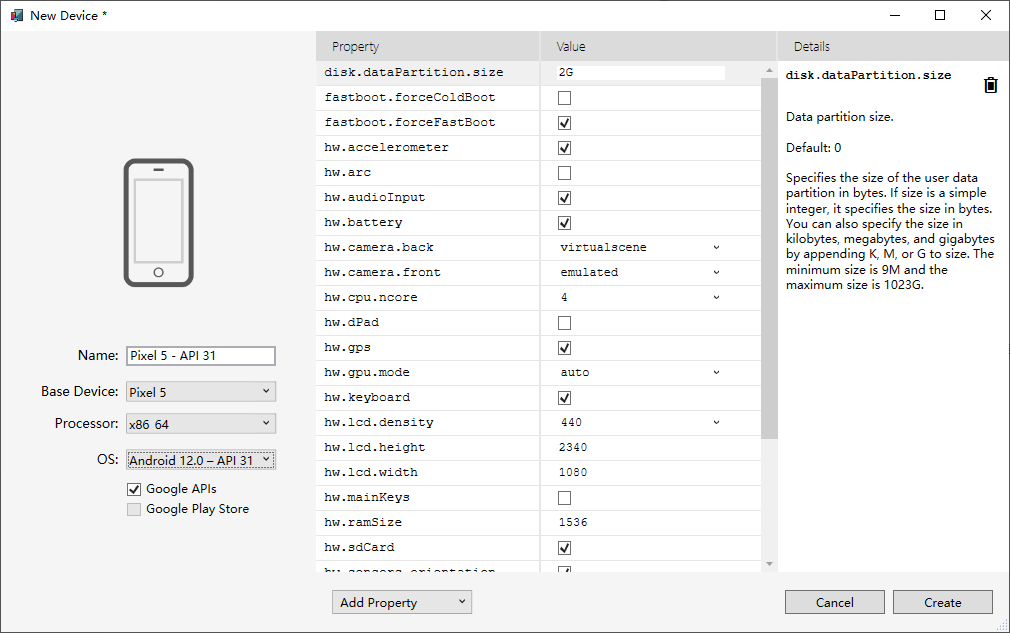 New Device *
Property Value Details
disk.dataPartition.size 2G
fastboot.forceColdBoot
fastboot.forceFastBoot
hw.accelerometer
hw.arc
hw.audioInput
hw.battery
hw.camera.back virtualscene
hw.camera.front emulated
hw.cpu.ncore 4
hw.dPad
hw.gps
hw.gpu.mode auto
hw.keyboard
hw.lcd.density 440
hw.lcd.height 2340
hw.lcd.width 1080
hw.mainKeys
hw.ramSize 1536
hw.sdCard
hw.sensors.orientation
disk.dataPartition.size
Data partition size.
Default: 0
Specifies the size of the user data
partition in bytes. If size is a simple
integer, it specifies the size in bytes.
You can also specify the size in
kilobytes, megabytes, and gigabytes
by appending K, M, or G to size. The
minimum size is 9M and the
maximum size is 1023G.
Name: Pixel 5 - API 31
Base Device: Pixel 5
Processor: x86_64
OS: Android 12.0 – API 31
Google APIs
Google Play Store
Add Property
Cancel Create